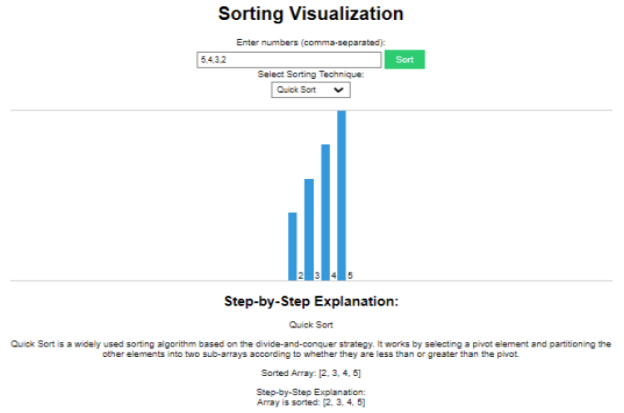 Sorting Visualization
Enter numbers (comma-separated):
5,4,3,2
Sort
Select Sorting Technique:
Quick Sort
2 3 4 5
Step-by-Step Explanation:
Quick Sort
Quick Sort is a widely used sorting algorithm based on the divide-and-conquer strategy. It works by selecting a pivot element and partitioning the
other elements into two sub-arrays according to whether they are less than or greater than the pivot.
Sorted Array: [2, 3, 4, 5]
Step-by-Step Explanation:
Array is sorted: [2, 3, 4, 5]